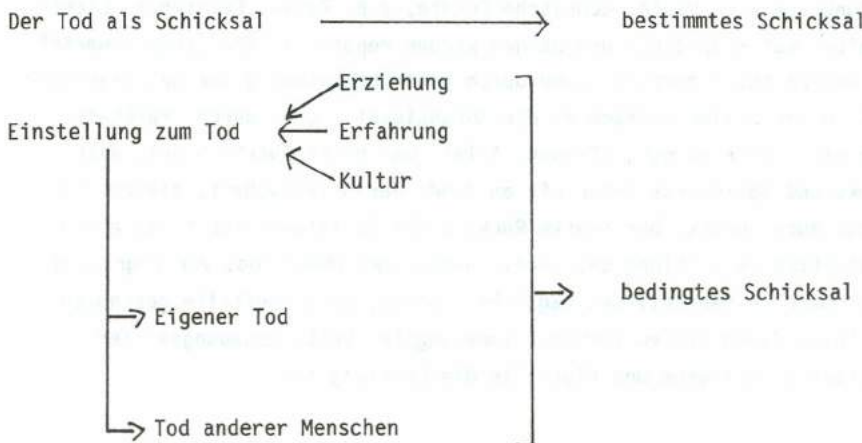 Der Tod als Schicksal bestimmtes Schicksal
Erziehung
Einstellung zum Tod Erfahrung
Kultur
bedingtes Schicksal
Eigener Tod
Tod anderer Menschen